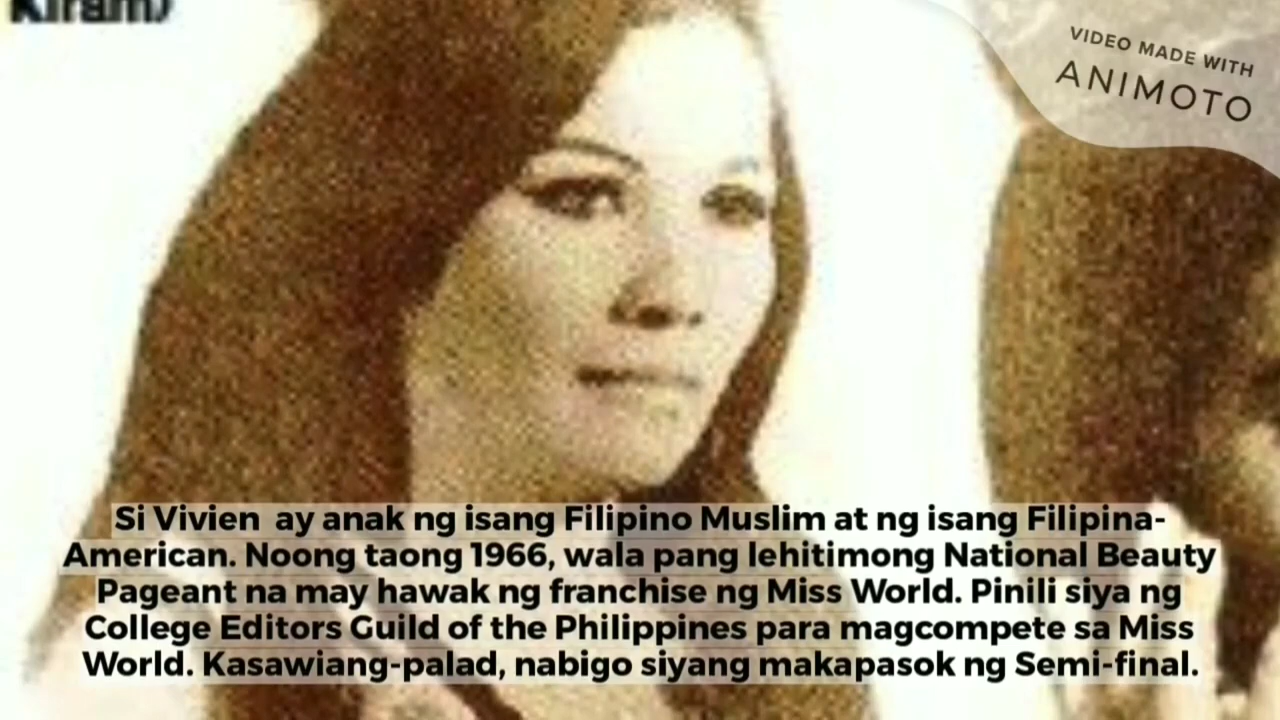 Kiram)
VIDEO MADE WITH
ANIMOTO
Si Vivien ay anak ng isang Filipino Muslim at ng isang Filipina-
American. Noong taong 1966, wala pang lehitimong National Beauty
Pageant na may hawak ng franchise ng Miss World. Pinili siya ng
College Editors Guild of the Philippines para magcompete sa Miss
World. Kasawiang-palad, nabigo siyang makapasok ng Semi-final.